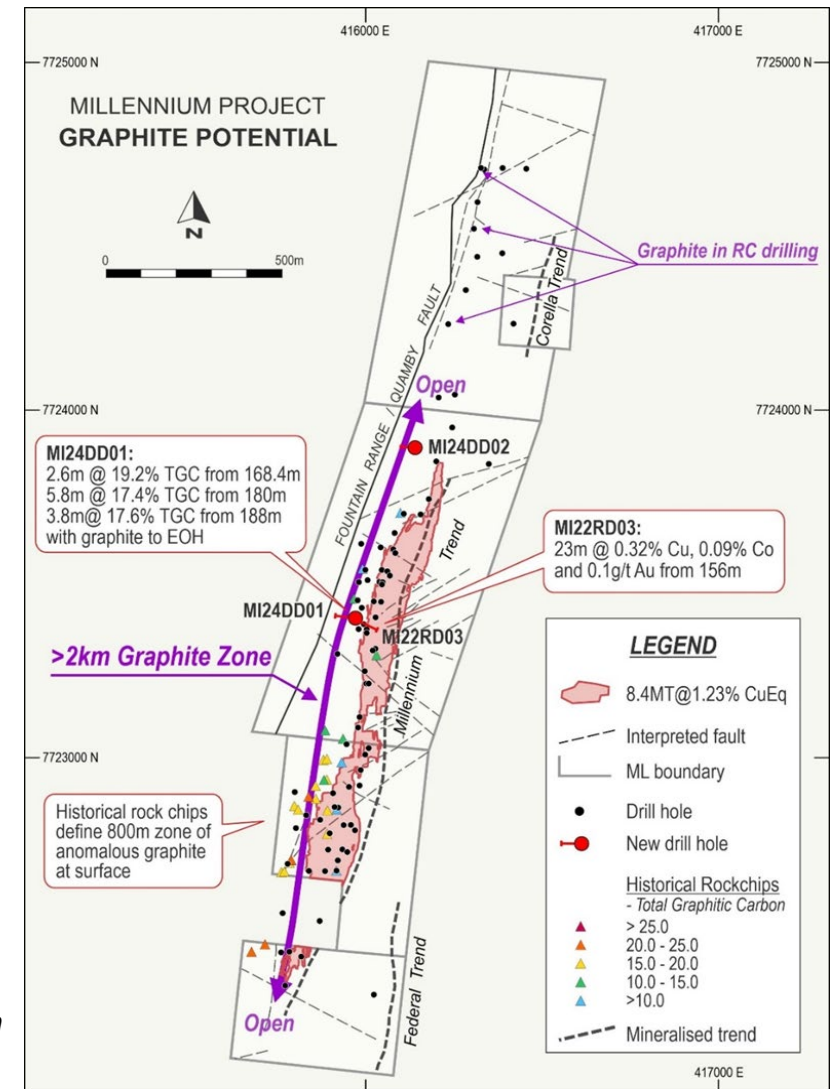 416000 E
417000 E
7725000 N
7725000 N
MILLENNIUM PROJECT
GRAPHITE POTENTIAL
N
0
500m
Graphite in RC drilling
Corella Trend
FOUNTAIN RANGE / QUAMBY FAULT
Open
7724000 N
7724000 N
MI24DD02
MI24DD01:
2.6m @ 19.2% TGC from 168.4m
5.8m @ 17.4% TGC from 180m
3.8m@ 17.6% TGC from 188m
with graphite to EOH
MI22RD03:
23m @ 0.32% Cu, 0.09% Co
and 0.1g/t Au from 156m
MI24DD01
MI22RD03
Millennium Trend
>2km Graphite Zone
7723000 N
Historical rock chips
define 800m zone of
anomalous graphite
at surface
Federal Trend
Open
LEGEND
8.4MT@1.23% CuEq
Interpreted fault
ML boundary
Drill hole
New drill hole
Historical Rockchips
- Total Graphitic Carbon
> 25.0
20.0 - 25.0
15.0 - 20.0
10.0 - 15.0
>10.0
Mineralised trend
417000 E